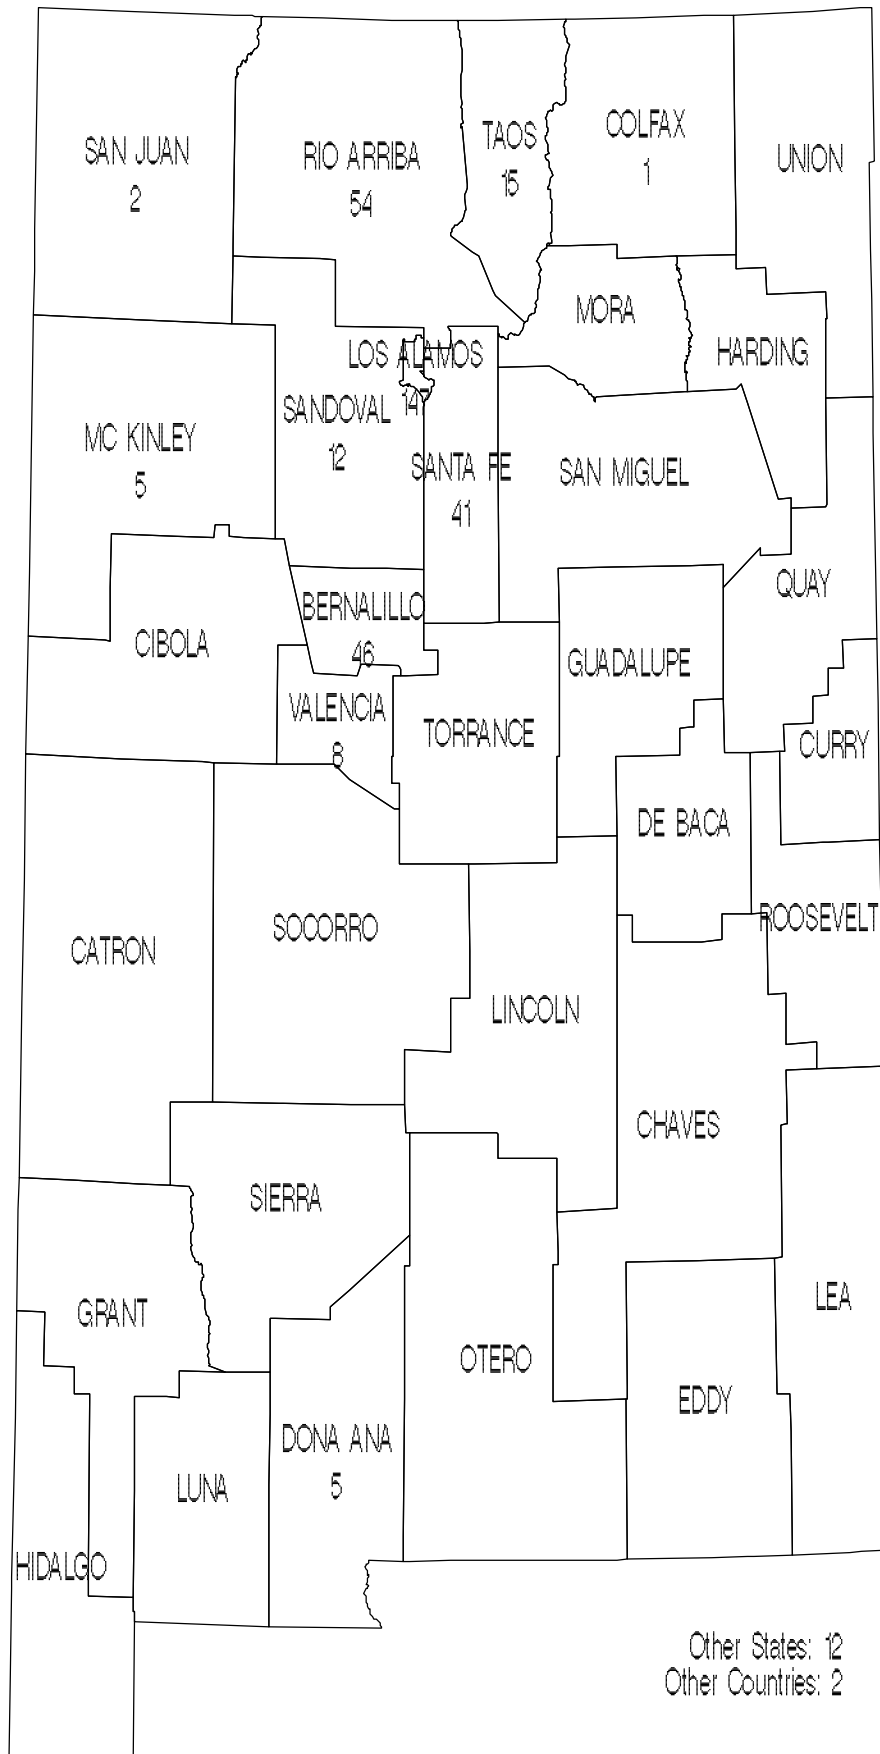 SAN JUAN
2
RIO ARRIBA
54
TAOS
15
COLFAX
1
UNION
MORA
HARDING
LOS ALAMOS
147
SANDOVAL
12
MC KINLEY
5
SANTA FE
41
SAN MIGUEL
QUAY
BERNALILLO
46
CIBOLA
GUADALUPE
VALENCIA
8
TORRANCE
CURRY
DE BACA
ROOSEVELT
SOCORRO
CATRON
LINCOLN
CHAVES
SIERRA
GRANT
LEA
OTERO
EDDY
DONA ANA
5
LUNA
HIDALGO
Other States: 12
Other Countries: 2